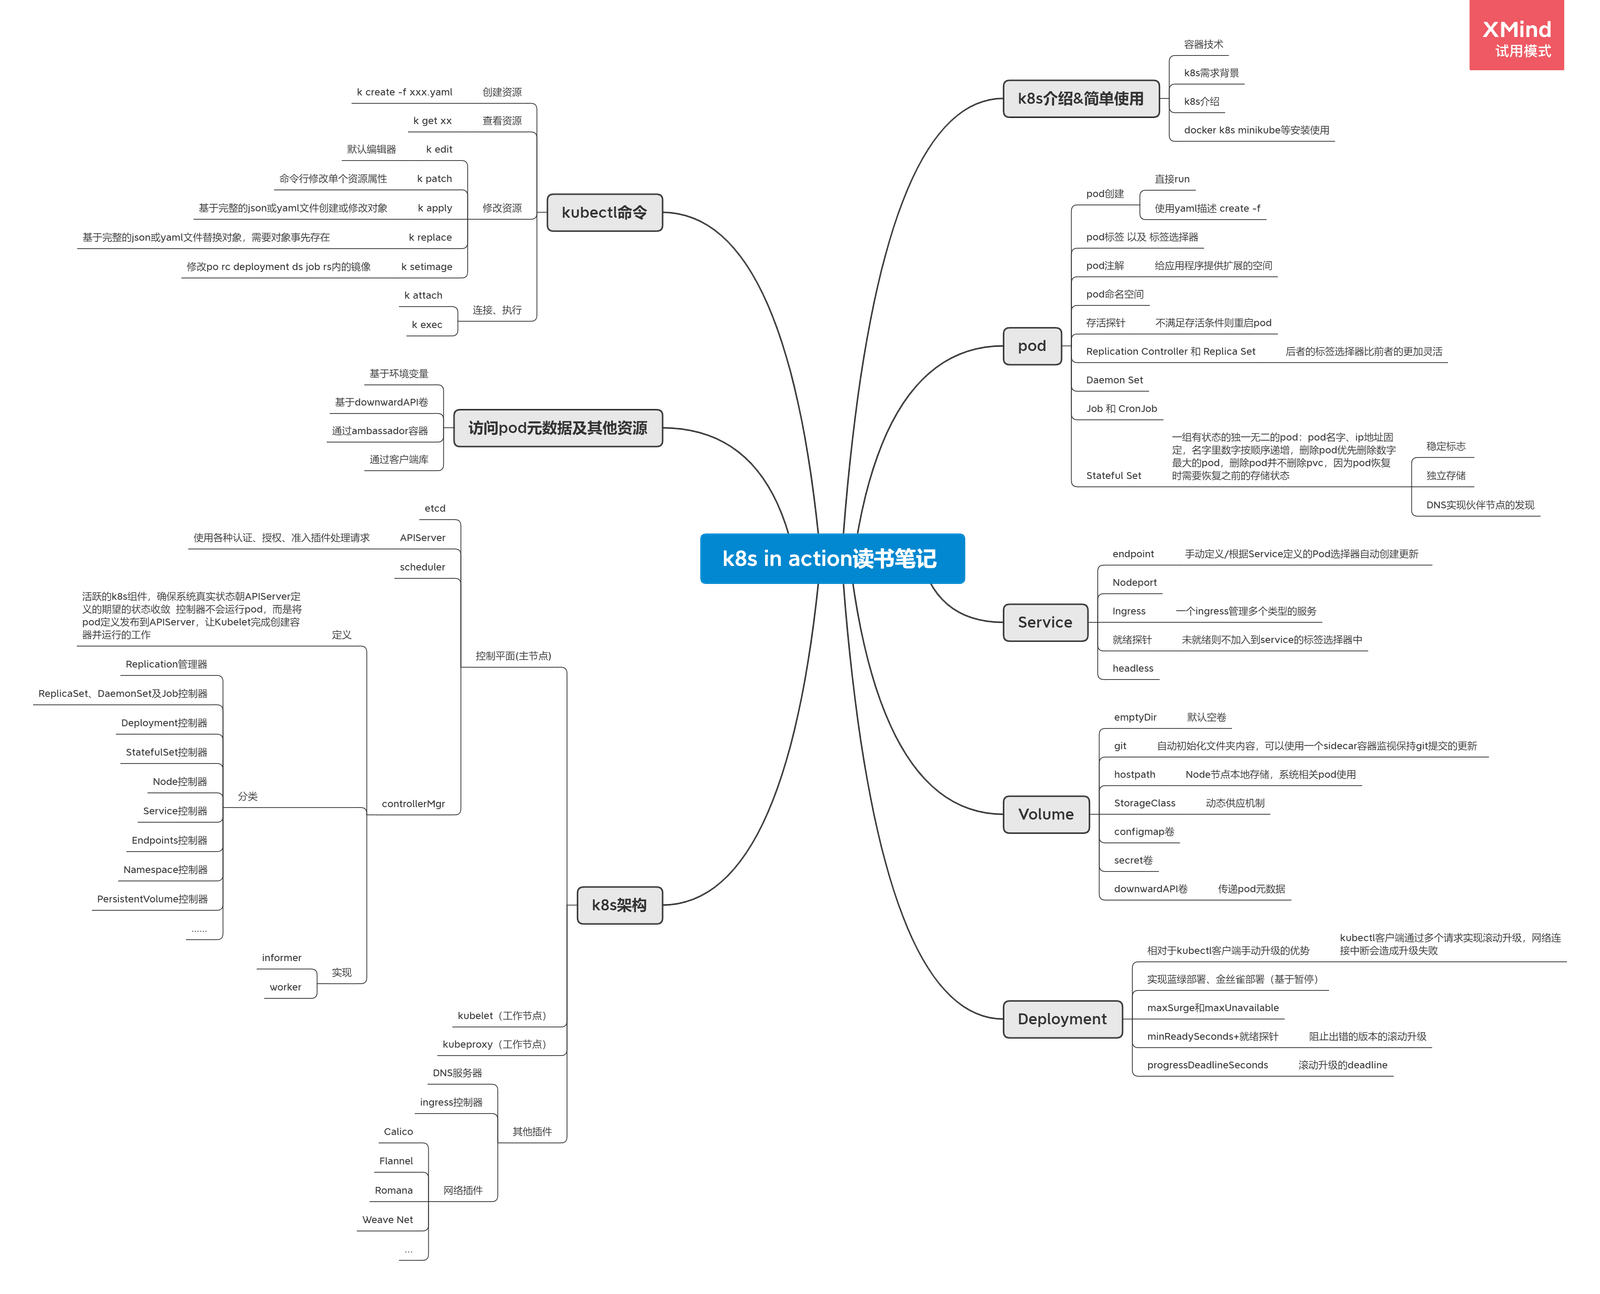 XMind
试用模式
k8s in action读书笔记
k8s介绍&简单使用
容器技术
k8s需求背景
k8s介绍
docker k8s minikube等安装使用
pod
pod创建
直接run
使用yaml描述 create -f
pod标签 以及 标签选择器
pod注解
给应用程序提供扩展的空间
pod命名空间
存活探针
不满足存活条件则重启pod
Replication Controller 和 Replica Set
后者的标签选择器比前者的更加灵活
Daemon Set
Job 和 CronJob
Stateful Set
一组有状态的独一无二的pod：pod名字、ip地址固
定，名字里数字按顺序递增，删除pod优先删除数字
最大的pod，删除pod并不删除pvc，因为pod恢复
时需要恢复之前的存储状态
稳定标志
独立存储
DNS实现伙伴节点的发现
Service
endpoint
手动定义/根据Service定义的Pod选择器自动创建更新
Nodeport
Ingress
一个ingress管理多个类型的服务
就绪探针
未就绪则不加入到service的标签选择器中
headless
Volume
emptyDir
默认空卷
git
自动初始化文件夹内容，可以使用一个sidecar容器监视保持git提交的更新
hostpath
Node节点本地存储，系统相关pod使用
StorageClass
动态供应机制
configmap卷
secret卷
downwardAPI卷
传递pod元数据
Deployment
相对于kubectl客户端手动升级的优势
kubectl客户端通过多个请求实现滚动升级，网络连
接中断会造成升级失败
实现蓝绿部署、金丝雀部署（基于暂停）
maxSurge和maxUnavailable
minReadySeconds+就绪探针
阻止出错的版本的滚动升级
progressDeadlineSeconds
滚动升级的deadline
kubectl命令
创建资源
k create -f xxx.yaml
查看资源
k get xx
修改资源
k edit
默认编辑器
k patch
命令行修改单个资源属性
k apply
基于完整的json或yaml文件创建或修改对象
k replace
基于完整的json或yaml文件替换对象，需要对象事先存在
k setimage
修改po rc deployment ds job rs内的镜像
连接、执行
k attach
k exec
访问pod元数据及其他资源
基于环境变量
基于downwardAPI卷
通过ambassador容器
通过客户端库
k8s架构
控制平面(主节点)
etcd
APIServer
使用各种认证、授权、准入插件处理请求
scheduler
controllerMgr
定义
活跃的k8s组件，确保系统真实状态朝APIServer定
义的期望的状态收敛 控制器不会运行pod，而是将
pod定义发布到APIServer，让Kubelet完成创建容
器并运行的工作
分类
Replication管理器
ReplicaSet、DaemonSet及Job控制器
Deployment控制器
StatefulSet控制器
Node控制器
Service控制器
Endpoints控制器
Namespace控制器
PersistentVolume控制器
......
实现
informer
worker
kubelet（工作节点）
kubeproxy（工作节点）
其他插件
DNS服务器
ingress控制器
网络插件
Calico
Flannel
Romana
Weave Net
...